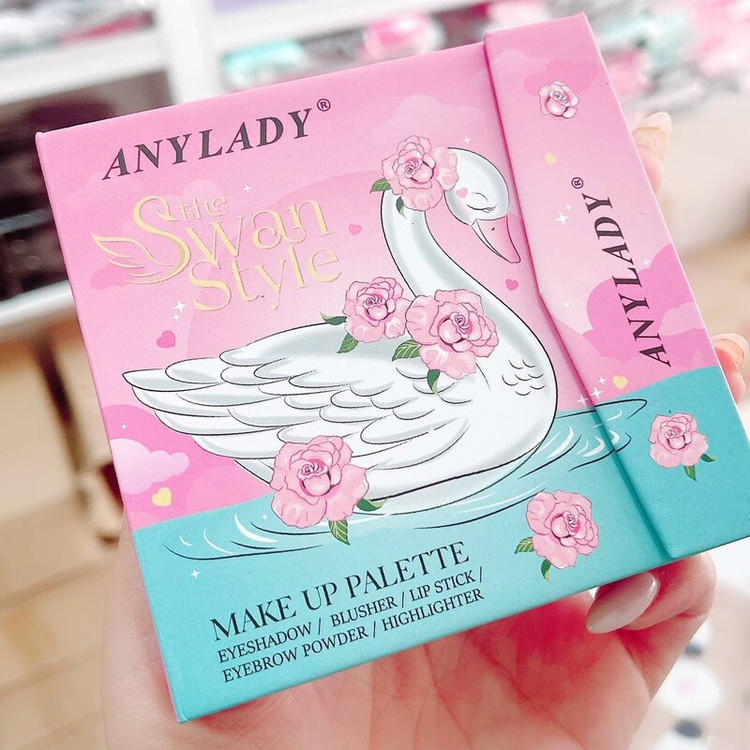 ANYLADY®
the
Swan
Style
ANYLADY®
MAKE UP PALETTE
EYESHADOW / BLUSHER / LIP STICK /
EYEBROW POWDER / HIGHLIGHTER